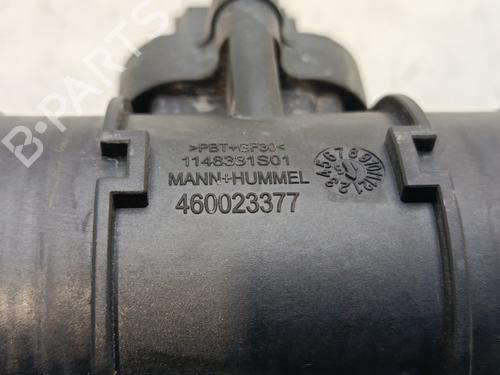 >PBT+GF30<
1148331S01
MANN+HUMMEL
460023377
B-PARTS